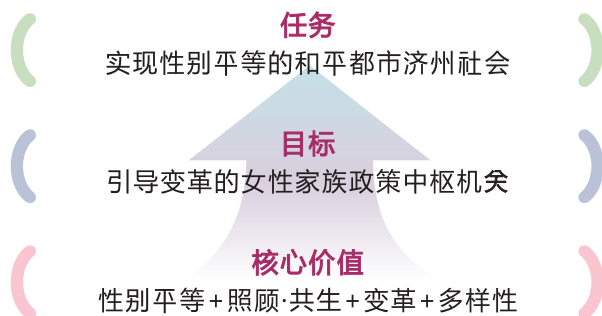 任务
实现性别平等的和平都市济州社会
目标
引导变革的女性家族政策中枢机关
核心价值
性别平等+照顾·共生+变革+多样性